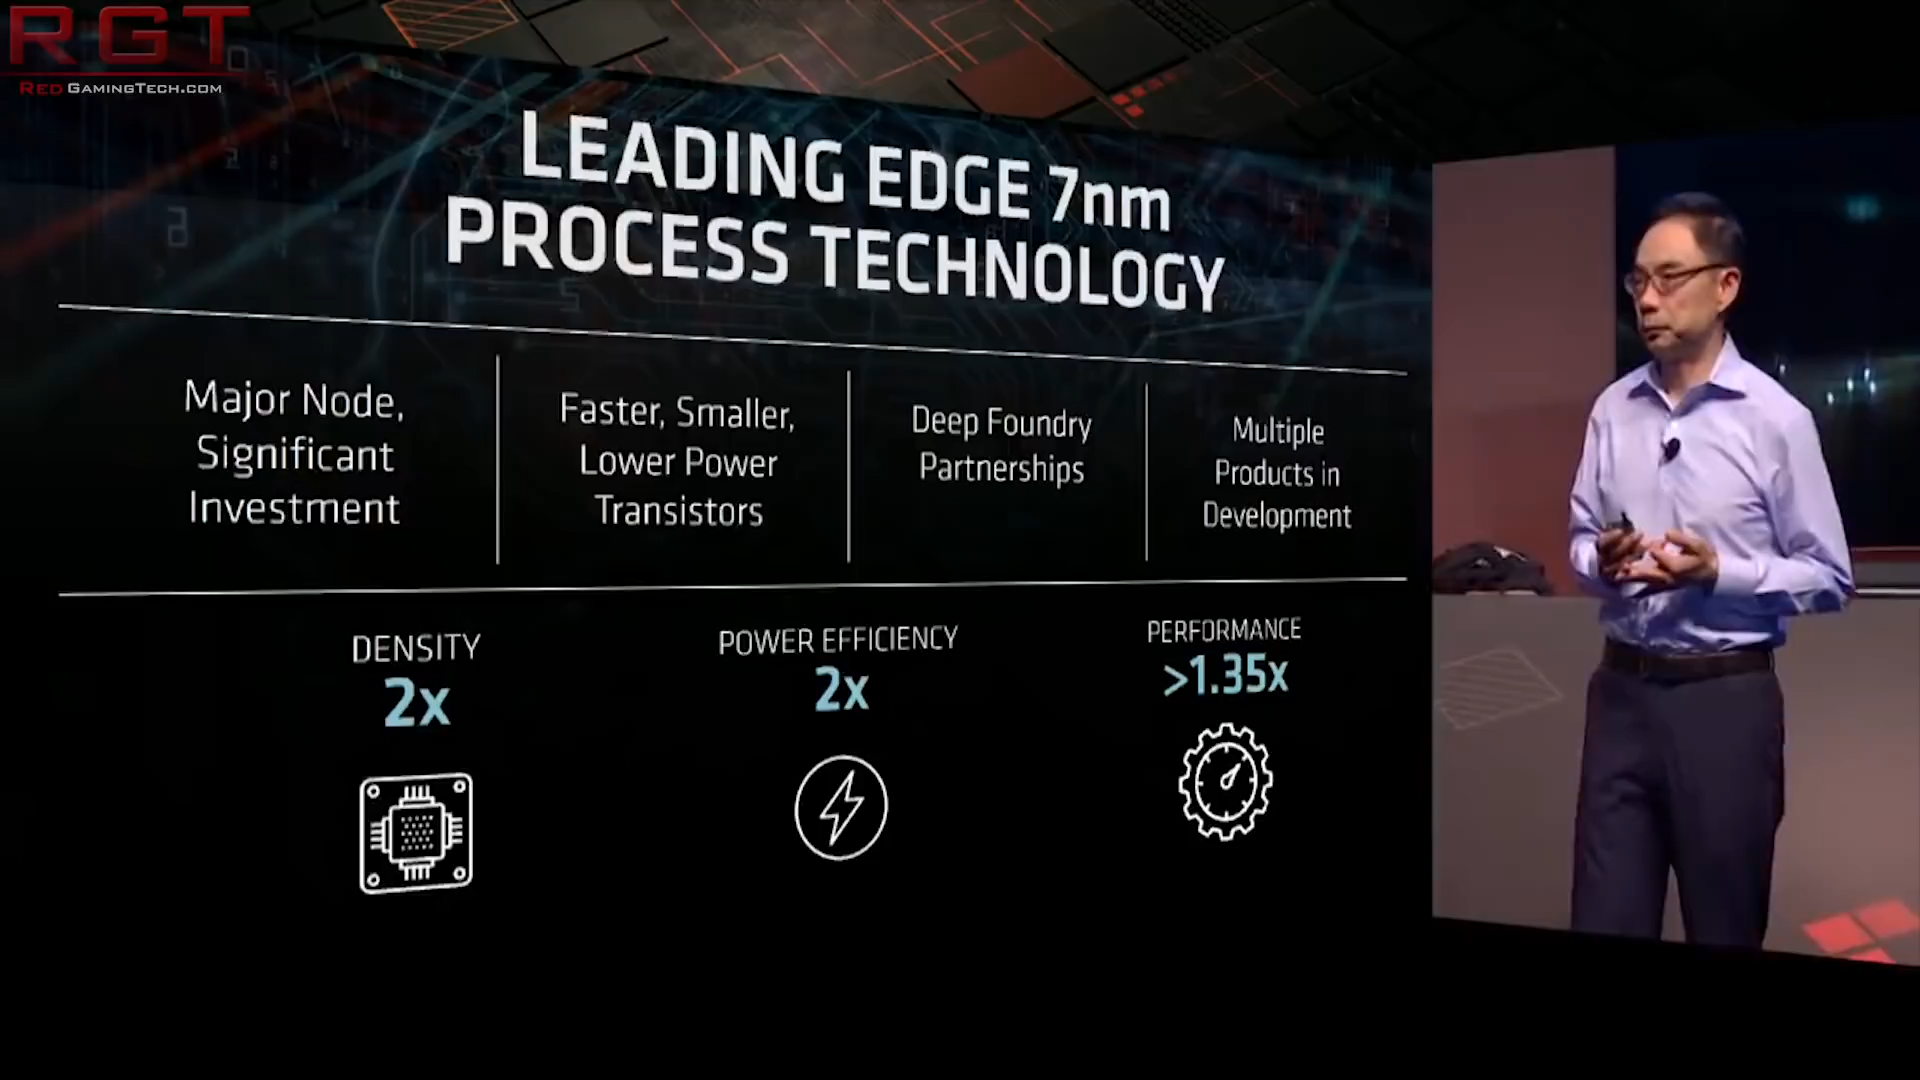 RGT
REDGAMINGTECH.COM
LEADING EDGE 7nm
PROCESS TECHNOLOGY
Major Node,
Significant
Investment
Faster, Smaller,
Lower Power
Transistors
Deep Foundry
Partnerships
Multiple
Products in
Development
DENSITY
2x
POWER EFFICIENCY
2x
PERFORMANCE
>1.35x